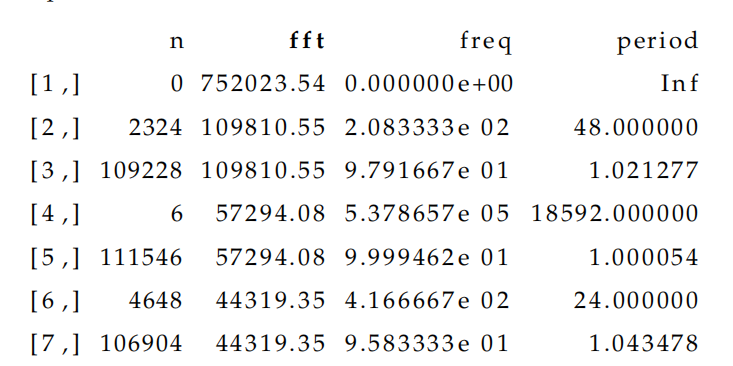 n fft freq period
[1,] 0 752023.54 0.000000e+00 Inf
[2,] 2324 109810.55 2.083333e 02 48.000000
[3,] 109228 109810.55 9.791667e 01 1.021277
[4,] 6 57294.08 5.378657e 05 18592.000000
[5,] 111546 57294.08 9.999462e 01 1.000054
[6,] 4648 44319.35 4.166667e 02 24.000000
[7,] 106904 44319.35 9.583333e 01 1.043478